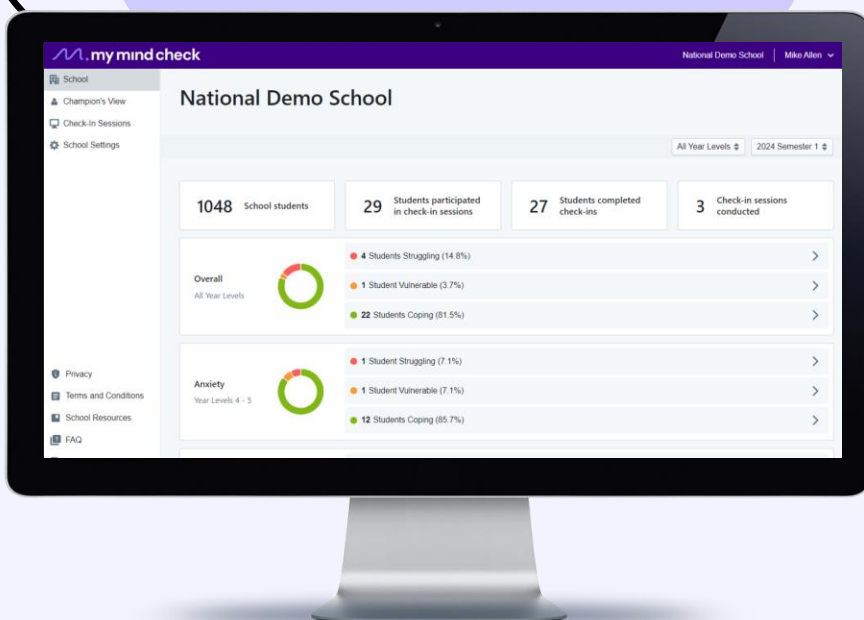 my mind check
National Demo School
Mike Allen
School
Champion's View
Check-In Sessions
School Settings
National Demo School
All Year Levels
2024 Semester 1
1048 School students
29 Students participated
in check-in sessions
27 Students completed
check-ins
3 Check-in sessions
conducted
Overall
All Year Levels
4 Students Struggling (14.8%)
1 Student Vulnerable (3.7%)
22 Students Coping (81.5%)
Anxiety
Year Levels 4 - 5
1 Student Struggling (7.1%)
1 Student Vulnerable (7.1%)
12 Students Coping (85.7%)
Privacy
Terms and Conditions
School Resources
FAQ